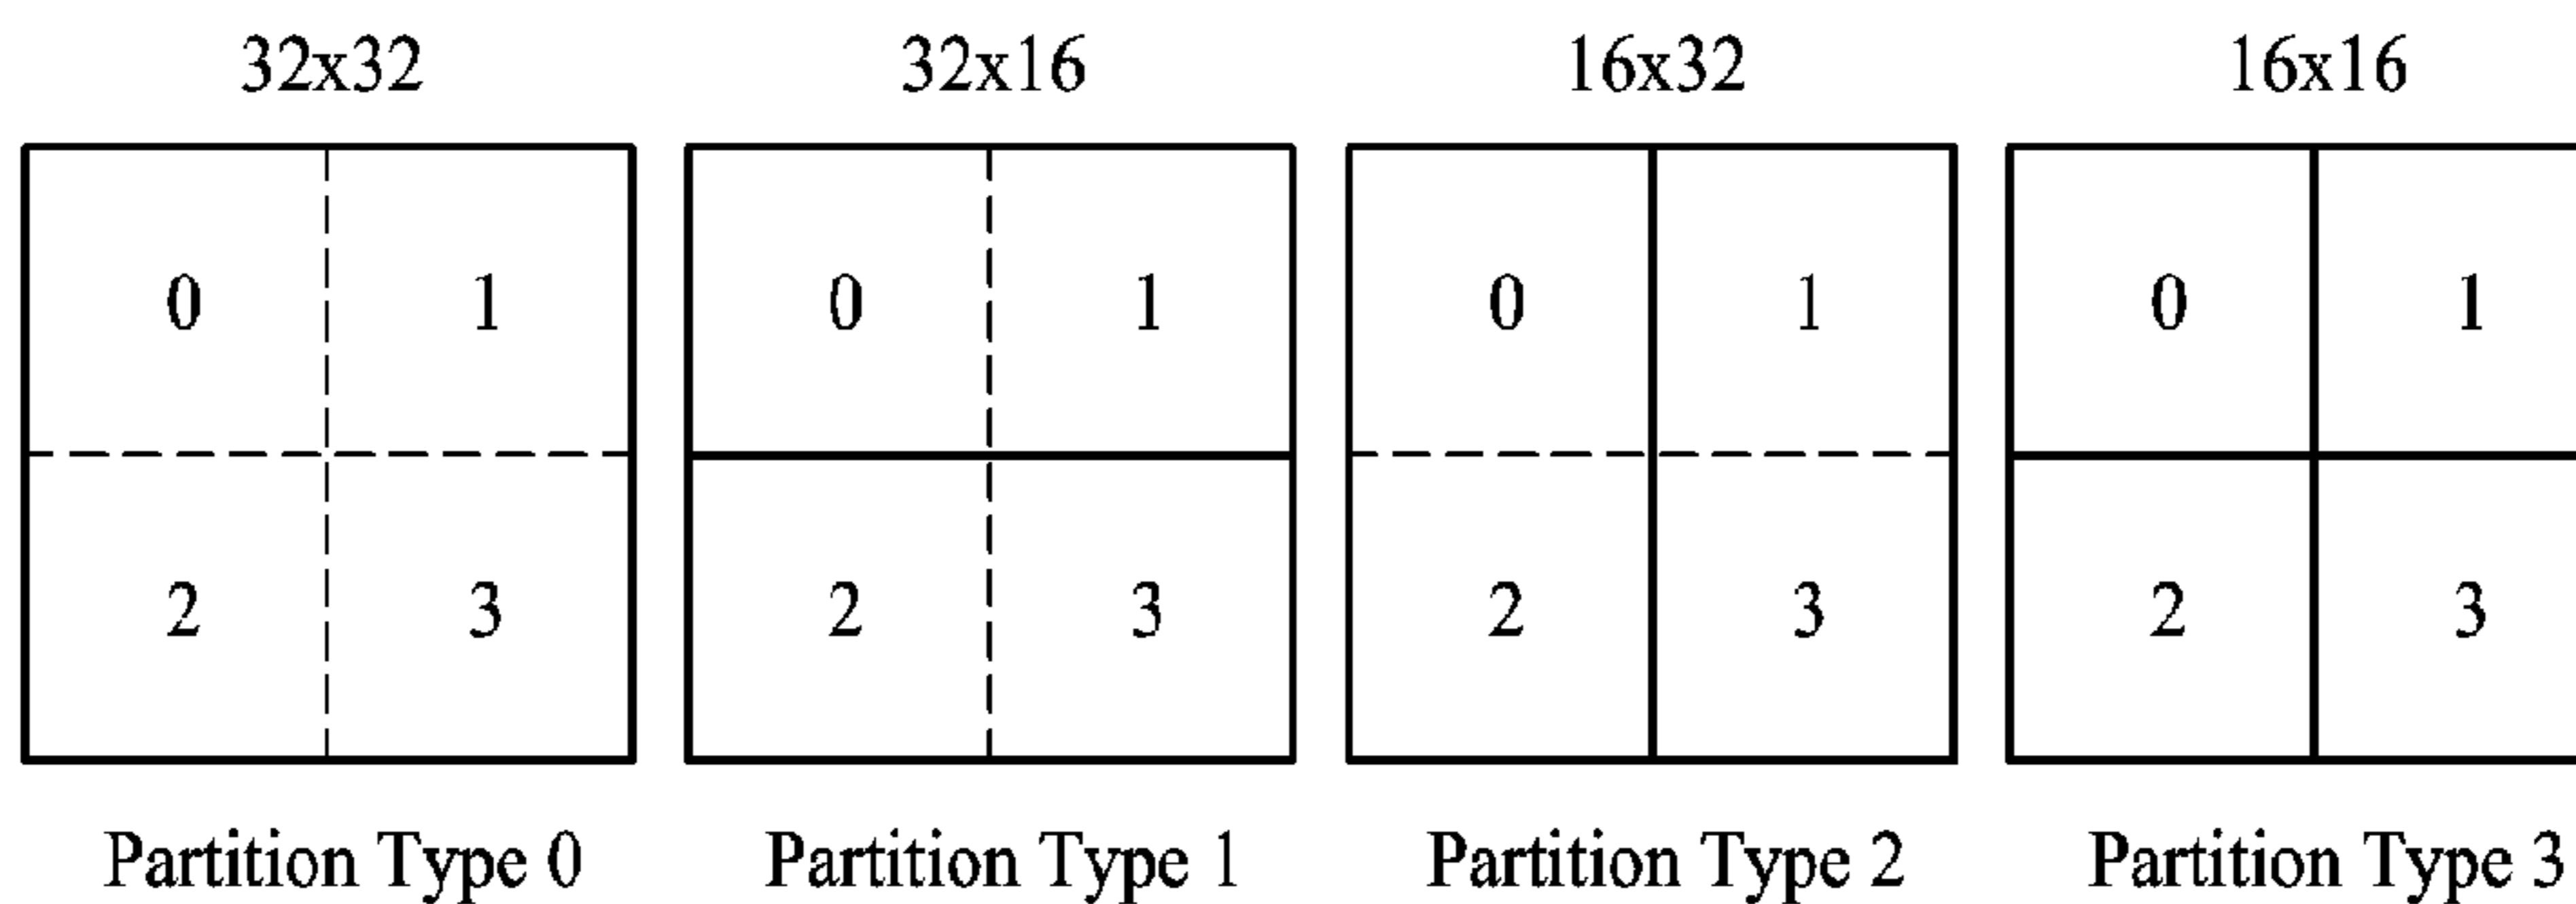 32x32 32x16 16x32 16x16
0 1 0 1 0 1 0 1
2 3 2 3 2 3 2 3
Partition Type 0 Partition Type 1 Partition Type 2 Partition Type 3